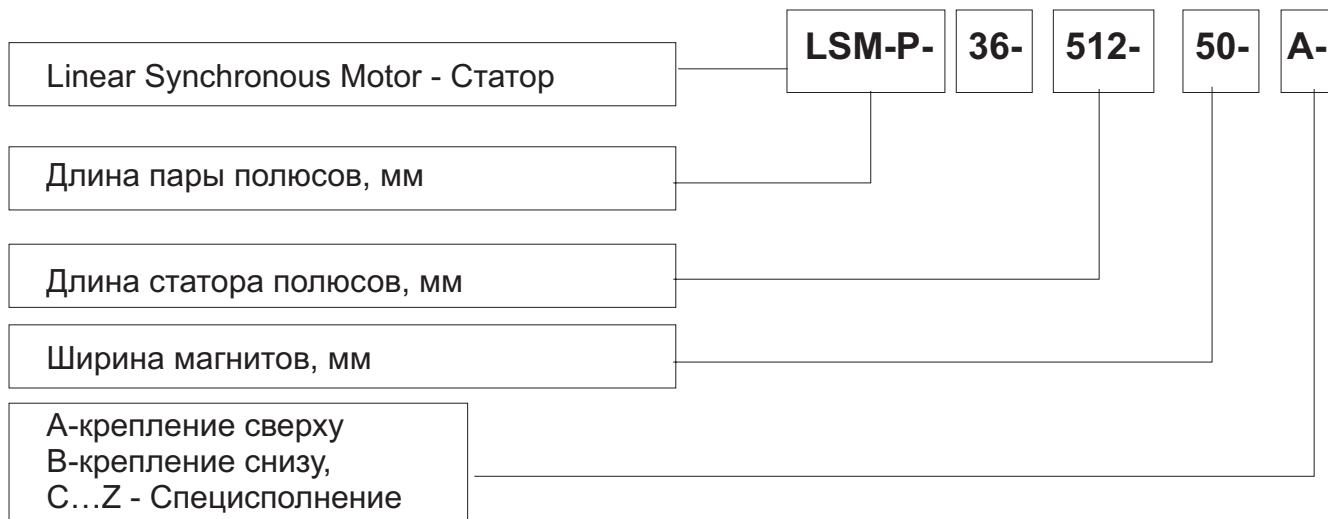 LSM-P- 36- 512- 50- A-
Linear Synchronous Motor - Статор
Длина пары полюсов, мм
Длина статора полюсов, мм
Ширина магнитов, мм
А-крепление сверху
В-крепление снизу,
С…Z - Специсполнение